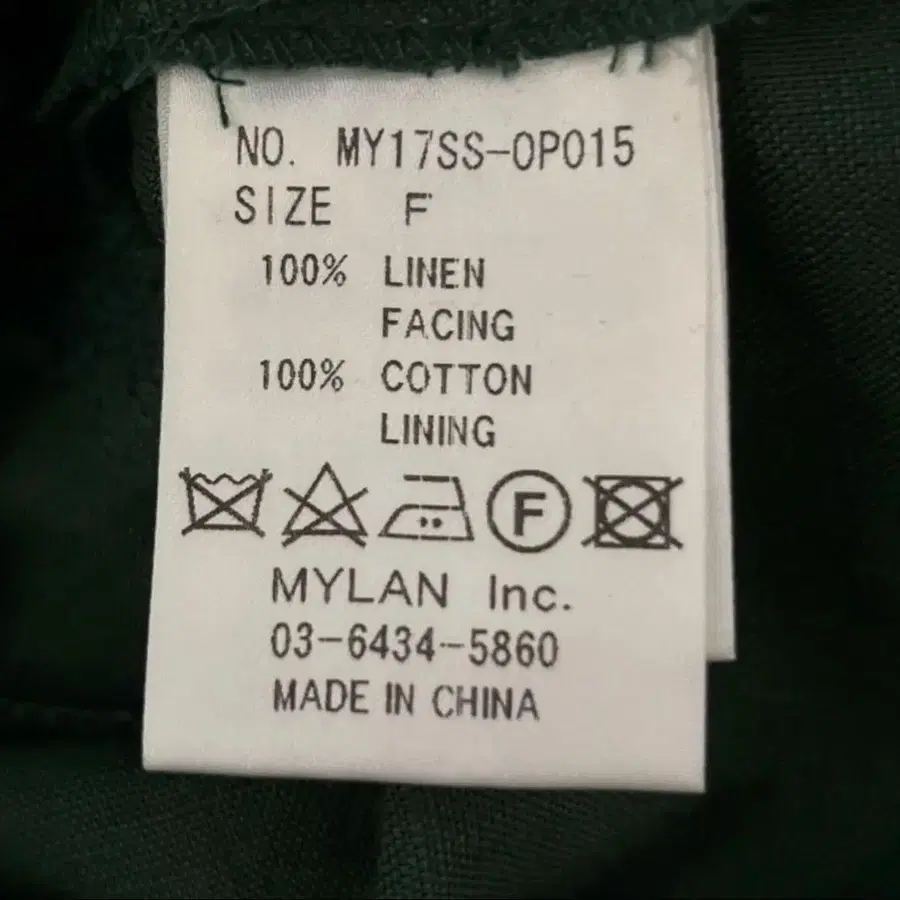 NO. MY17SS-OP015
SIZE F
100% LINEN
FACING
100% COTTON
LINING
F
MYLAN Inc.
03-6434-5860
MADE IN CHINA